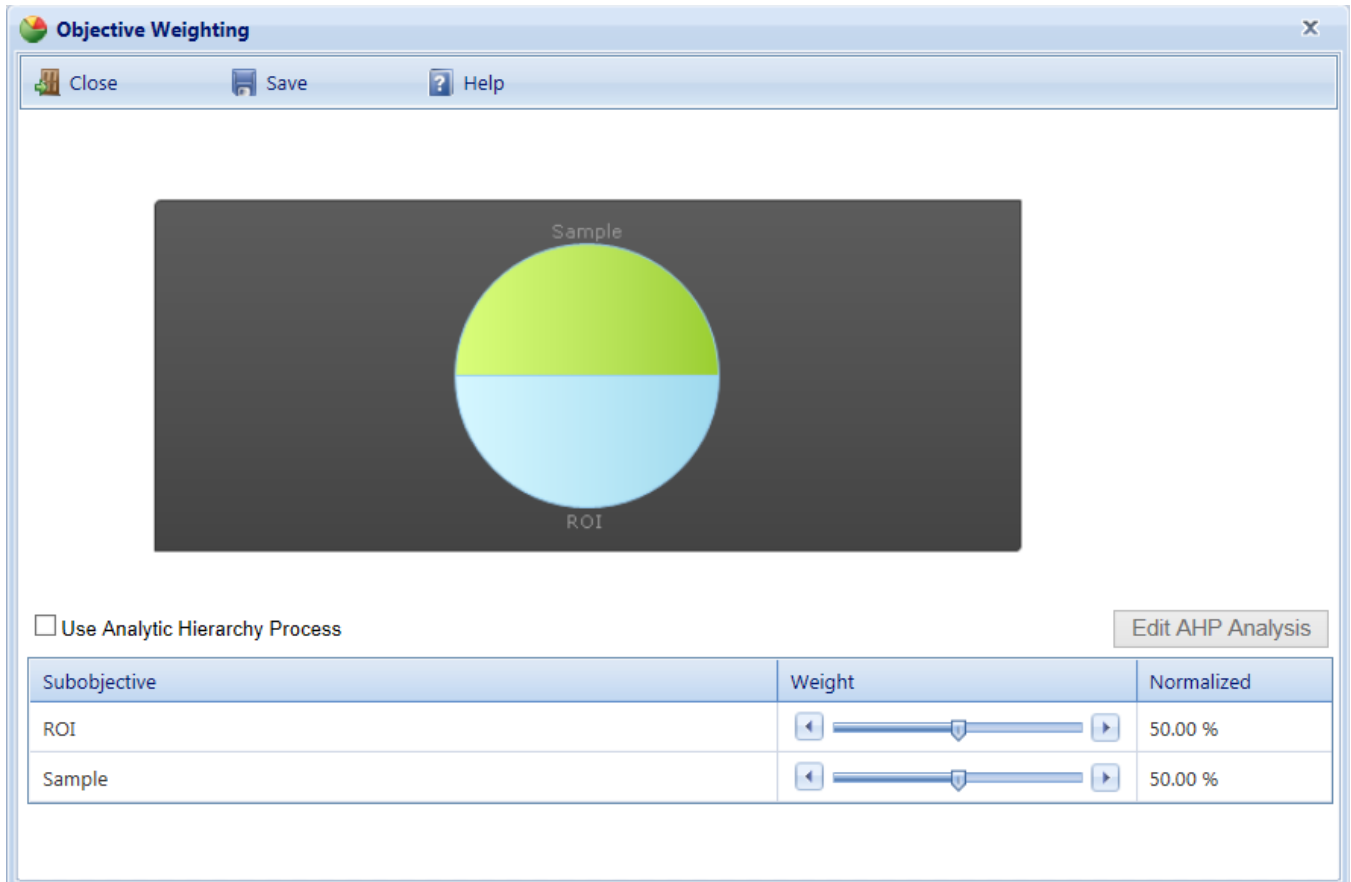 Objective Weighting
Close Save Help
Sample
ROI
Use Analytic Hierarchy Process Edit AHP Analysis
Subobjective Weight Normalized
ROI 50.00 %
Sample 50.00 %